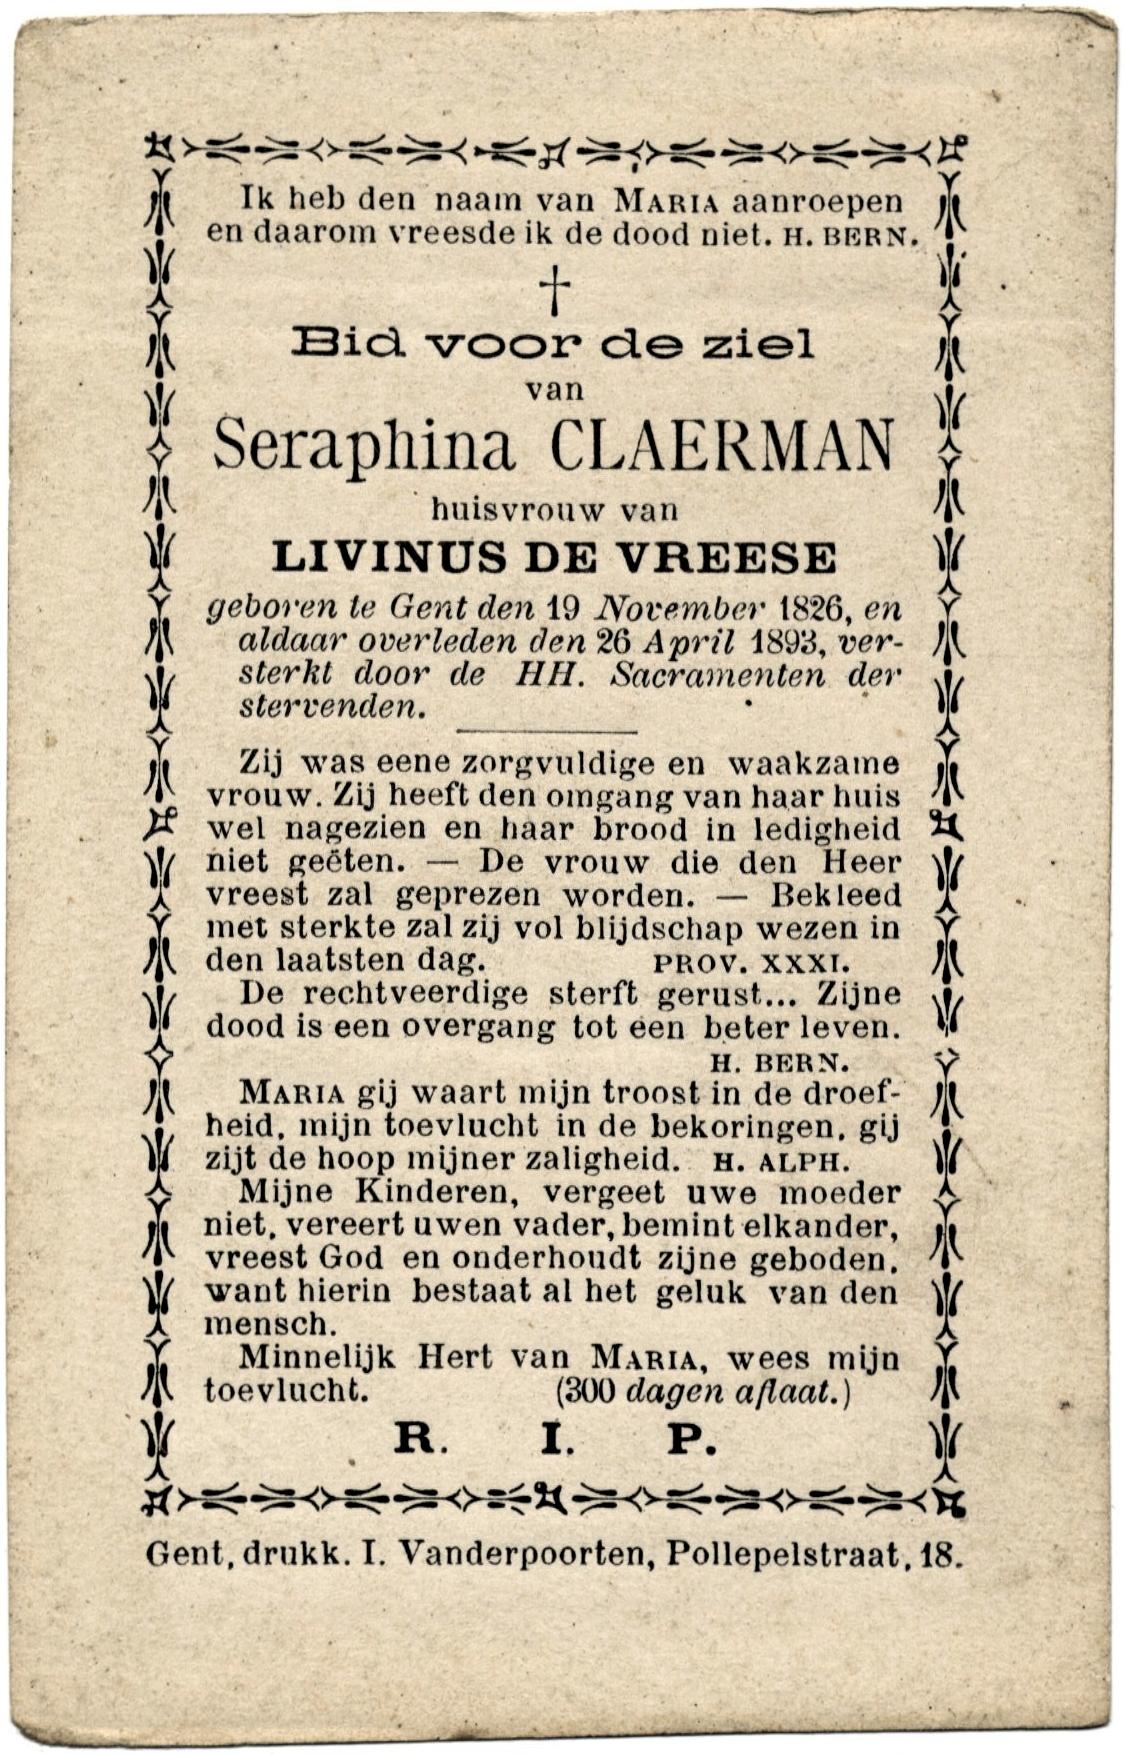 Ik heb den naam van MARIA aanroepen
en daarom vreesde ik de dood niet. H. BERN.
†
Bid voor de ziel
van
Seraphina CLAERMAN
huisvrouw van
LIVINUS DE VREESE
geboren te Gent den 19 November 1826, en
aldaar overleden den 26 April 1893, ver-
sterkt door de HH. Sacramenten der
stervenden.
Zij was eene zorgvuldige en waakzame
vrouw. Zij heeft den omgang van haar huis
wel nagezien en haar brood in ledigheid
niet geëten. — De vrouw die den Heer
vreest zal geprezen worden. — Bekleed
met sterkte zal zij vol blijdschap wezen in
den laatsten dag. PROV. XXXI.
De rechtveerdige sterft gerust... Zijne
dood is een overgang tot een beter leven.
H. BERN.
MARIA gij waart mijn troost in de droef-
heid, mijn toevlucht in de bekoringen, gij
zijt de hoop mijner zaligheid. H. ALPH.
Mijne Kinderen, vergeet uwe moeder
niet, vereert uwen vader, bemint elkander,
vreest God en onderhoudt zijne geboden,
want hierin bestaat al het geluk van den
mensch.
Minnelijk Hert van MARIA, wees mijn
toevlucht. (300 dagen aflaat.)
R. I. P.
Gent, drukk. I. Vanderpoorten, Pollepelstraat, 18.